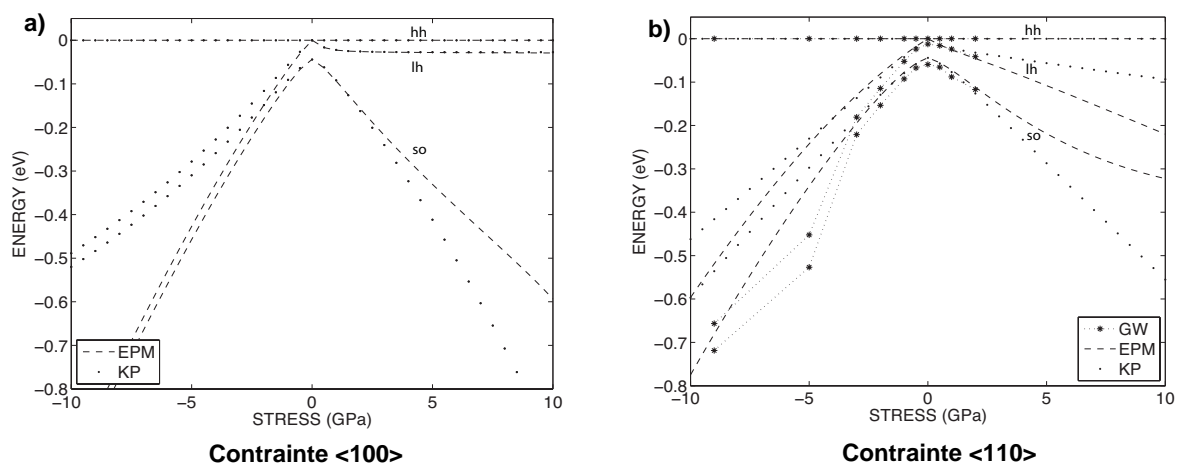 a)
hh
lh
so
ENERGY (eV)
0
−0.1
−0.2
−0.3
−0.4
−0.5
−0.6
−0.7
−0.8
EPM
KP
−10
−5
0
5
10
STRESS (GPa)
Contrainte <100>
b)
hh
lh
so
ENERGY (eV)
0
−0.1
−0.2
−0.3
−0.4
−0.5
−0.6
−0.7
−0.8
GW
EPM
KP
−10
−5
0
5
10
STRESS (GPa)
Contrainte <110>